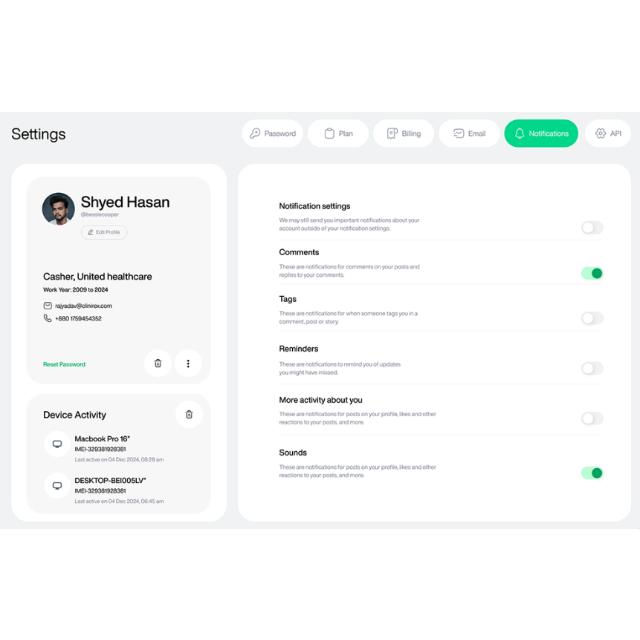 Settings
Password
Plan
Billing
Email
Notifications
API
Shyed Hasan
@bessiecooper
Edit Profile
Casher, United healthcare
Work Year: 2009 to 2024
rajyadav@clinirox.com
+880 1759454352
Reset Password
Device Activity
Macbook Pro 16"
IMEI-329381928381
Last active on 04 Dec 2024, 08:29 am
DESKTOP-BEI005LV"
IMEI-329381928381
Last active on 04 Dec 2024, 06:45 am
Notification settings
We may still send you important notifications about your
account outside of your notification settings.
Comments
These are notifications for comments on your posts and
replies to your comments.
Tags
These are notifications for when someone tags you in a
comment, post or story.
Reminders
These are notifications to remind you of updates
you might have missed.
More activity about you
These are notifications for posts on your profile, likes and other
reactions to your posts, and more.
Sounds
These are notifications for posts on your profile, likes and other
reactions to your posts, and more.